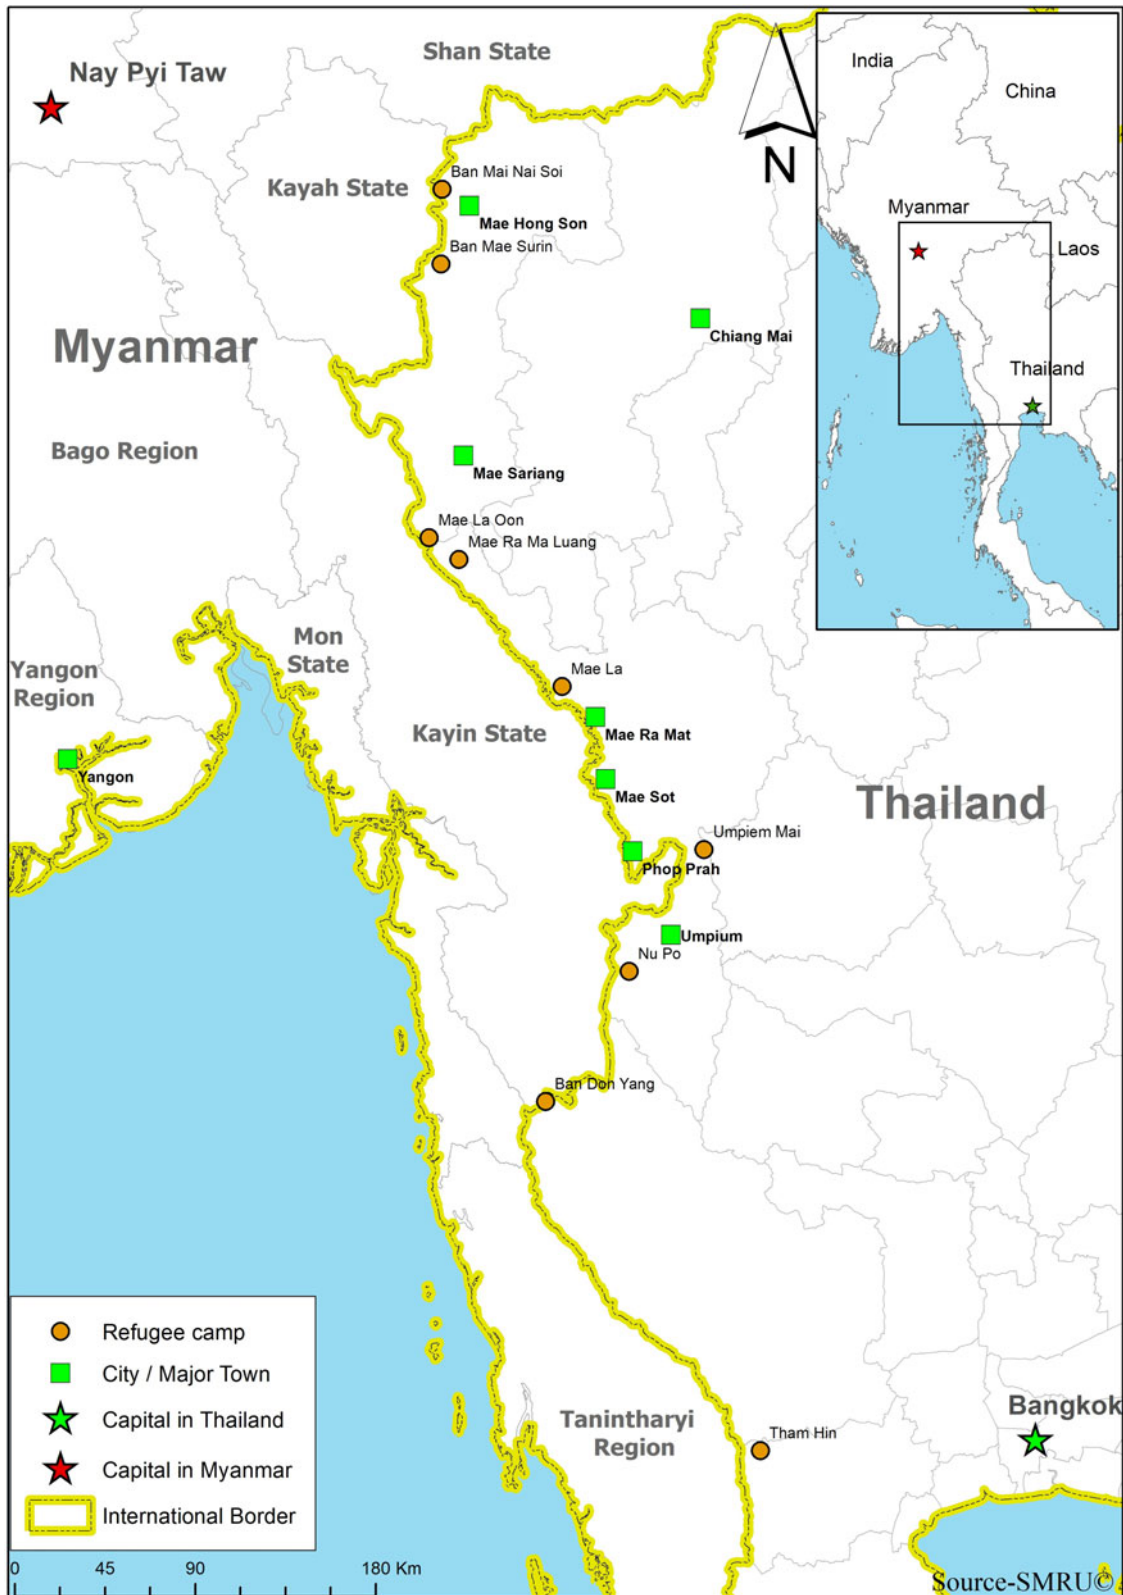 Shan State
Nay Pyi Taw
India
China
N
Ban Mai Nai Soi
Kayah State
Mae Hong Son
Ban Mae Surin
Myanmar
Laos
Chiang Mai
Myanmar
Thailand
Bago Region
Mae Sariang
Mae La Oon
Mae Ra Ma Luang
Mon
State
Yangon
Region
Mae La
Kayin State
Mae Ra Mat
Yangon
Mae Sot
Thailand
Umpiem Mai
Phop Prah
Umpium
Nu Po
Ban Don Yang
Refugee camp
City / Major Town
Capital in Thailand
Capital in Myanmar
International Border
Tanintharyi
Region
Tham Hin
Bangkok
0 45 90 180 Km
Source-SMRU©